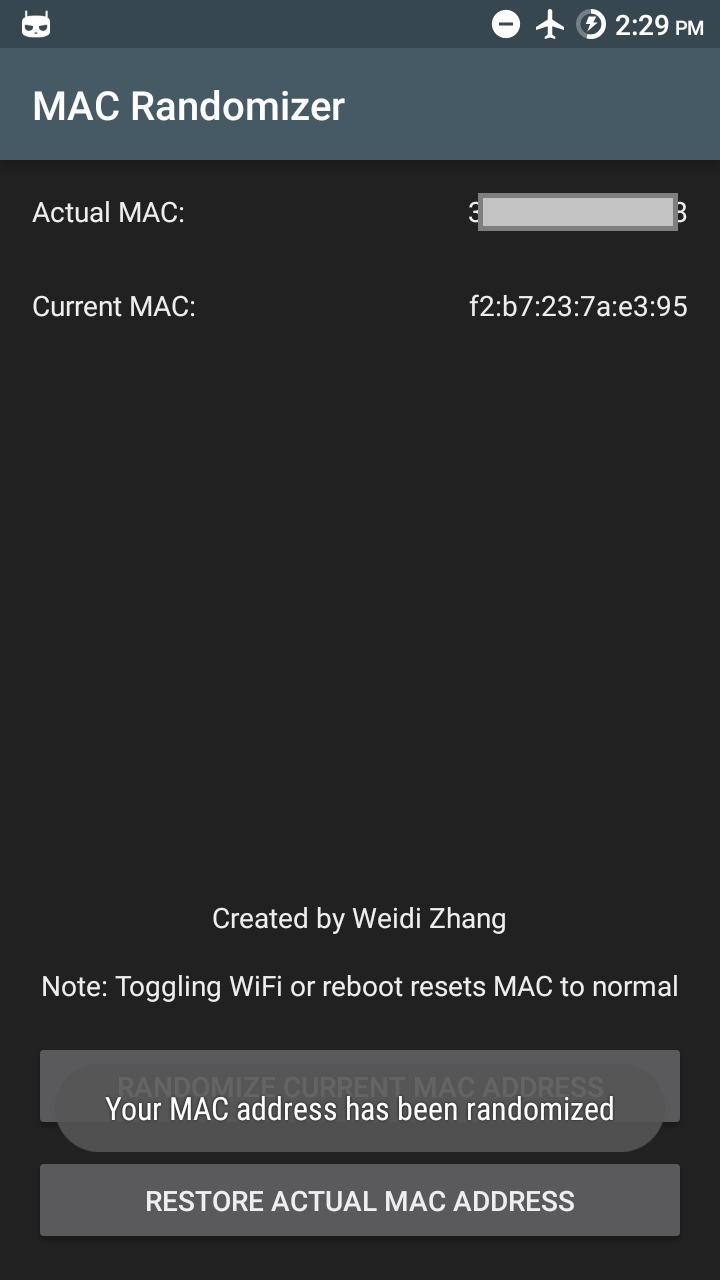 2:29 PM
MAC Randomizer
Actual MAC: 3 3
Current MAC: f2:b7:23:7a:e3:95
Created by Weidi Zhang
Note: Toggling WiFi or reboot resets MAC to normal
RANDOMIZE CURRENT MAC ADDRESS
Your MAC address has been randomized
RESTORE ACTUAL MAC ADDRESS